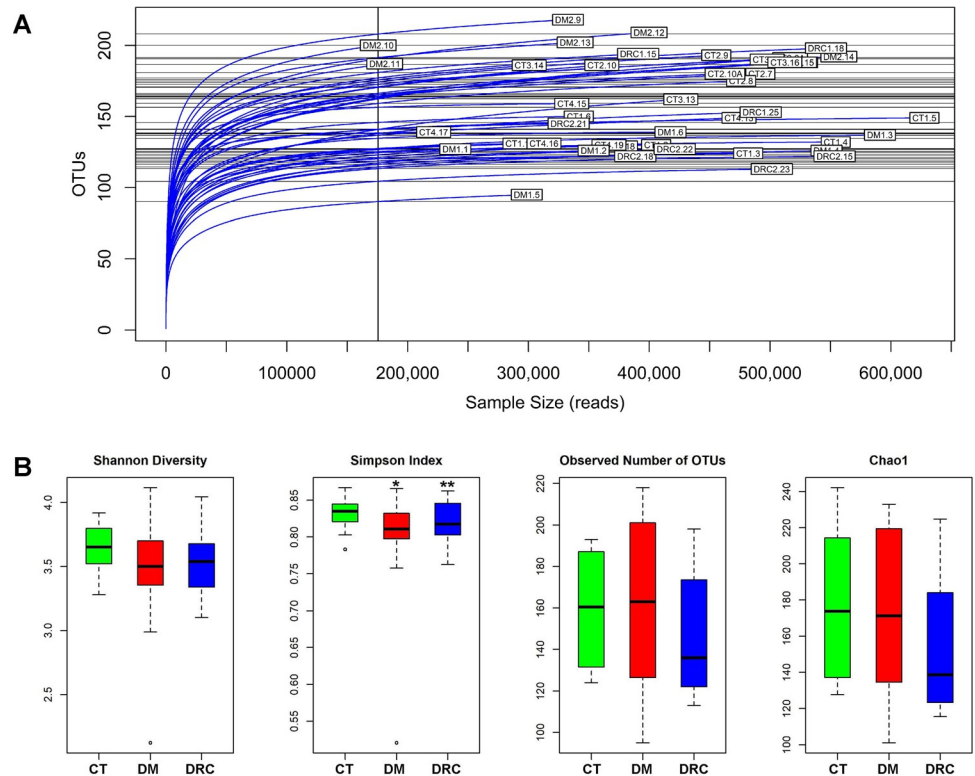 A
OTUs
0
50
100
150
200
DM2.9
DM2.12
DM2.13
DM2.10
DRC1.18
DRC1.15
CT2.9
DM2.14
DM2.11
CT3.14
CT2.10
CT3.16
15
CT2.10A
CT2.7
CT2.8
CT3.13
CT4.15
DRC1.25
CT1.5
DRC2.21
CT4.17
DM1.6
DM1.3
CT4.16
CT1.4
DM1.1
DM1.2
DRC2.22
CT1.3
DRC2.18
DRC2.15
DRC2.23
DM1.5
0
100000
200,000
300,000
400,000
500,000
600,000
Sample Size (reads)
B
Shannon Diversity
2.5
3.0
3.5
4.0
CT DM DRC
Simpson Index
* **
0.55
0.60
0.65
0.70
0.75
0.80
0.85
CT DM DRC
Observed Number of OTUs
100
120
140
160
180
200
220
CT DM DRC
Chao1
100
120
140
160
180
200
220
240
CT DM DRC